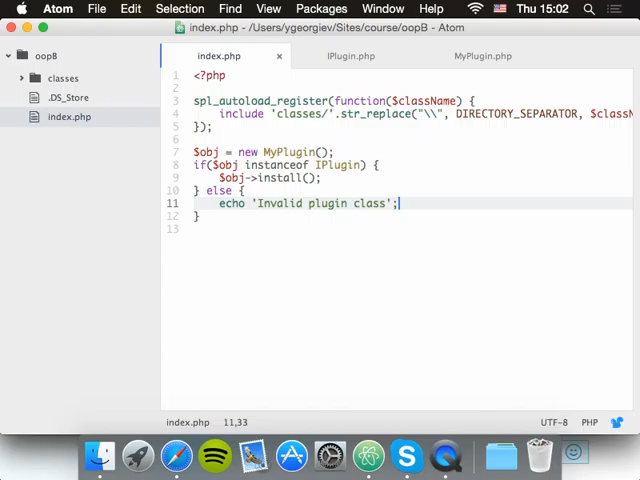 Atom File Edit Selection Find Packages Window Help Thu 15:02
index.php - /Users/ygeorgiev/Sites/course/oopB - Atom
oopB
classes
.DS_Store
index.php
index.php IPlugin.php MyPlugin.php
1 <?php
2
3 spl_autoload_register(function($className) {
4 include 'classes/'.str_replace("\\", DIRECTORY_SEPARATOR, $classN
5 });
6
7 $obj = new MyPlugin();
8 if($obj instanceof IPlugin) {
9 $obj->install();
10 } else {
11 echo 'Invalid plugin class';
12 }
13
index.php 11,33 UTF-8 PHP